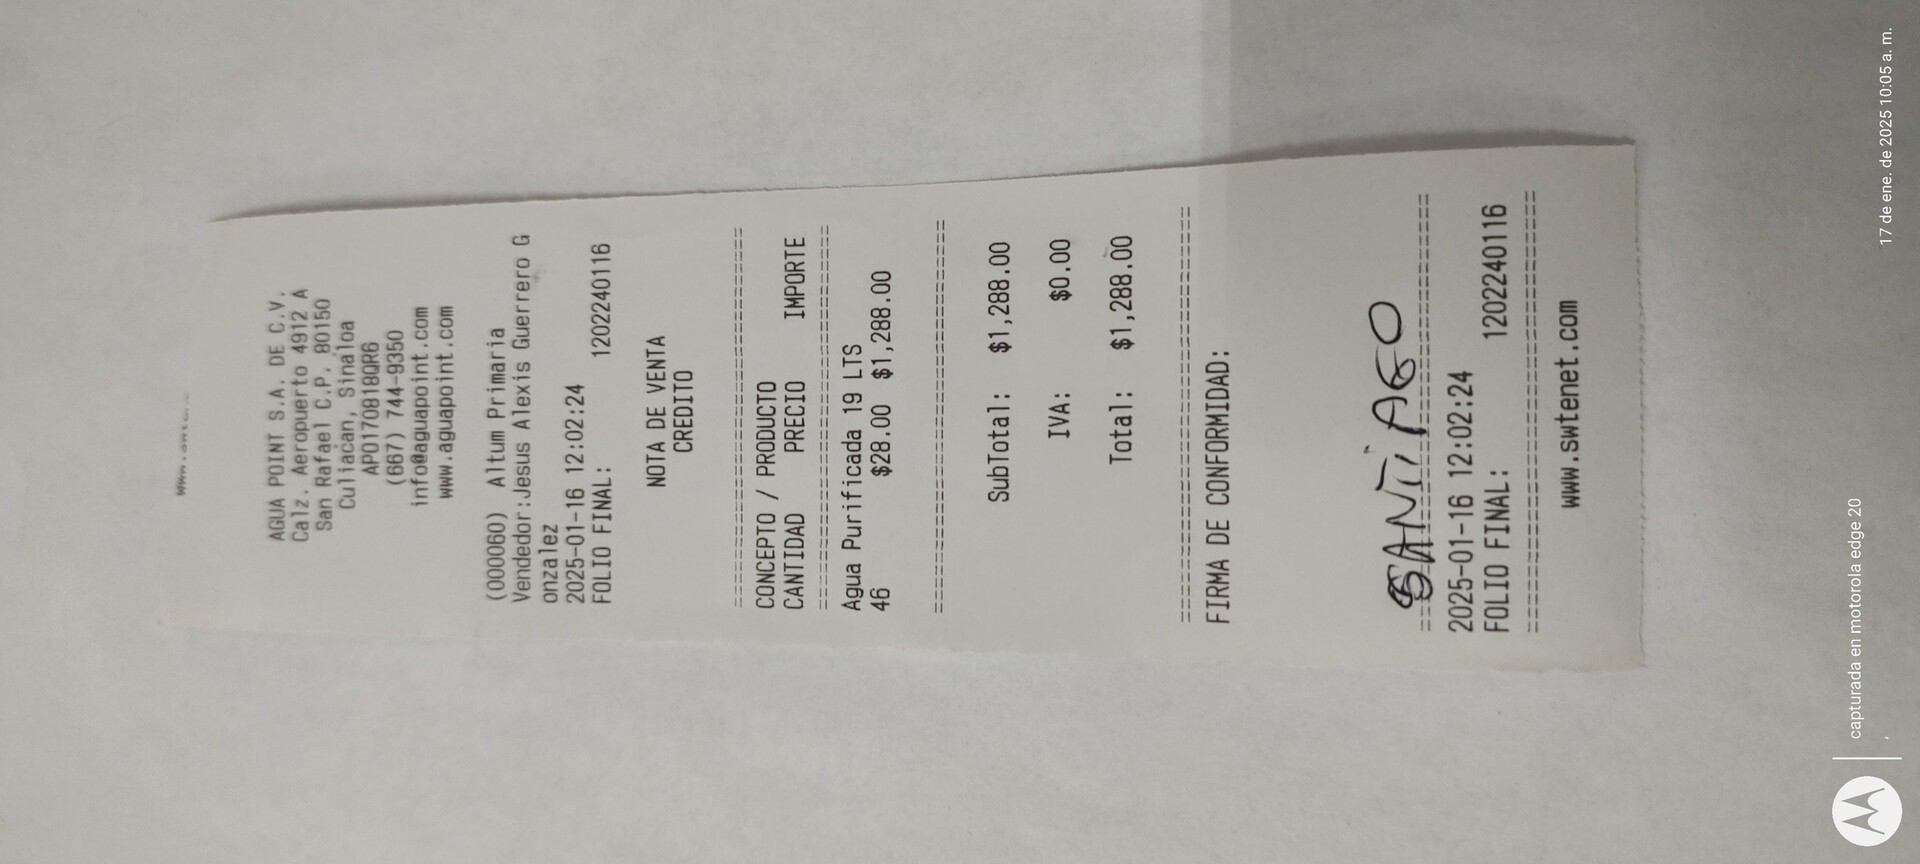 AGUA POINT S.A. DE C.V.
Calz. Aeropuerto 4912 A
San Rafael C.P. 80150
Culiacan, Sinaloa
APO170818QR6
(667) 744-9350
info@aguapoint.com
www.aguapoint.com
(000060) Altum Primaria
Vendedor:Jesus Alexis Guerrero G
onzalez
2025-01-16 12:02:24
FOLIO FINAL: 1202240116
NOTA DE VENTA
CREDITO
================================
CONCEPTO / PRODUCTO
CANTIDAD PRECIO IMPORTE
================================
Agua Purificada 19 LTS
46 $28.00 $1,288.00
================================
SubTotal: $1,288.00
IVA: $0.00
Total: $1,288.00
================================
FIRMA DE CONFORMIDAD:
SANTiAGO
================================
2025-01-16 12:02:24
FOLIO FINAL: 1202240116
================================
www.swtenet.com
capturada en motorola edge 20
17 de ene. de 2025 10:05 a. m.